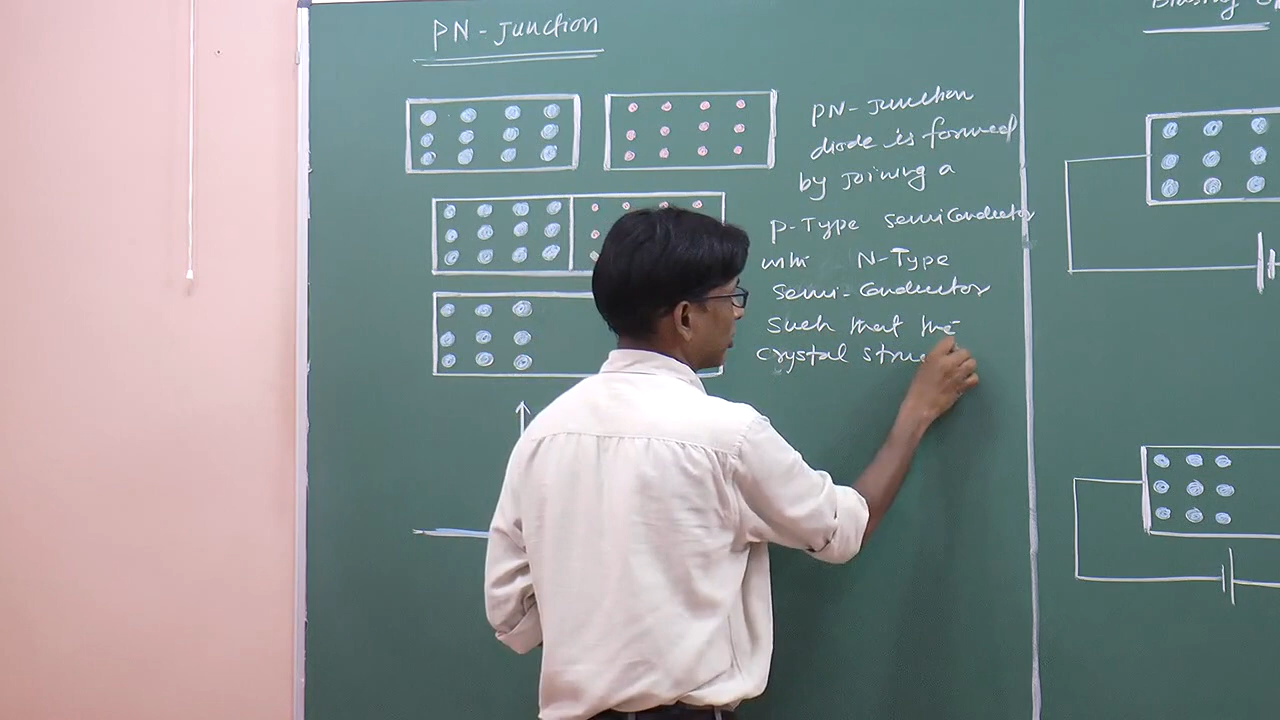 PN-Junction
PN-Junction
diode is formed
by joining a
P-Type semiConductor
with N-Type
Semi-Conductor
Such that the
crystal stru
Biasing